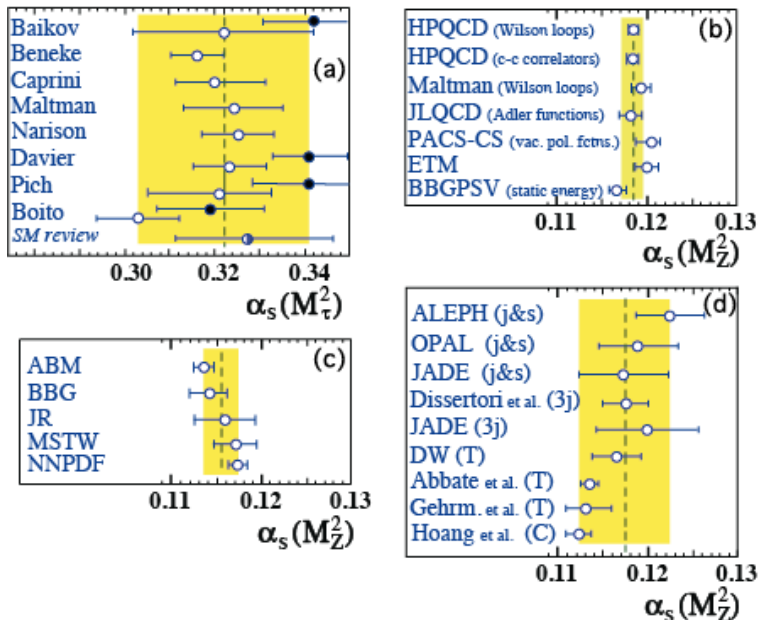 Baikov
Beneke
Caprini
Maltman
Narison
Davier
Pich
Boito
SM review
(a)
0.30 0.32 0.34
αs(M²τ)
(b)
HPQCD (Wilson loops)
HPQCD (c-c correlators)
Maltman (Wilson loops)
JLQCD (Adler functions)
PACS-CS (vac. pol. fctns.)
ETM
BBGPSV (static energy)
0.11 0.12 0.13
αs(M²Z)
(c)
ABM
BBG
JR
MSTW
NNPDF
0.11 0.12 0.13
αs(M²Z)
(d)
ALEPH (j&s)
OPAL (j&s)
JADE (j&s)
Dissertori et al. (3j)
JADE (3j)
DW (T)
Abbate et al. (T)
Gehrm. et al. (T)
Hoang et al. (C)
0.11 0.12 0.13
αs(M²Z)